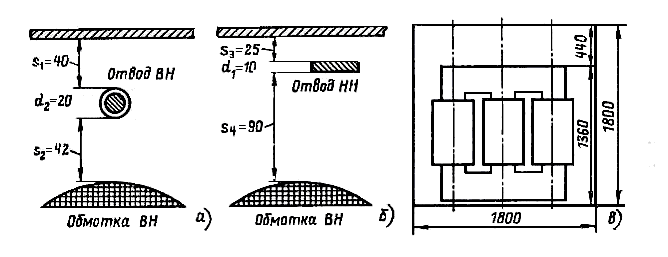 s₁=40
Отвод ВН
d₂=20
s₂=42
Обмотка ВН
а)
s₃=25
d₁=10
Отвод НН
s₄=90
Обмотка ВН
б)
440
1360
1800
1800
в)